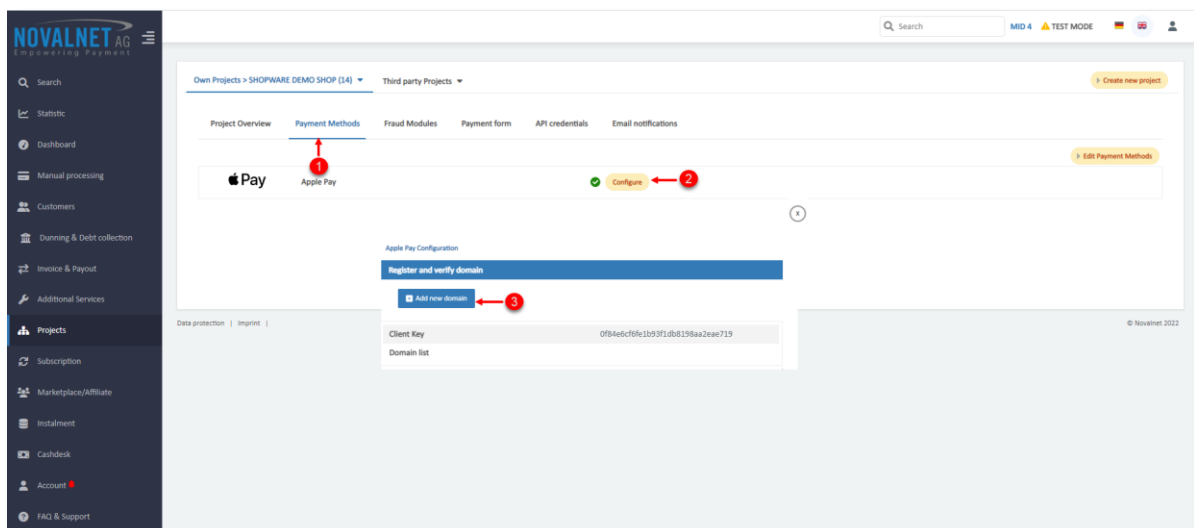 NOVALNET AG
Empowering Payment
Search
MID 4 TEST MODE
Search
Statistic
Dashboard
Manual processing
Customers
Dunning & Debt collection
Invoice & Payout
Additional Services
Projects
Subscription
Marketplace/Affiliate
Instalment
Cashdesk
Account
FAQ & Support
Own Projects > SHOPWARE DEMO SHOP (14) Third party Projects
Create new project
Project Overview Payment Methods Fraud Modules Payment form API credentials Email notifications
Edit Payment Methods
1
Pay Apple Pay Configure 2
x
Apple Pay Configuration
Register and verify domain
Add new domain 3
Client Key 0f84e6cf6fe1b93f1db8198aa2eae719
Domain list
Data protection | Imprint |
© Novalnet 2022